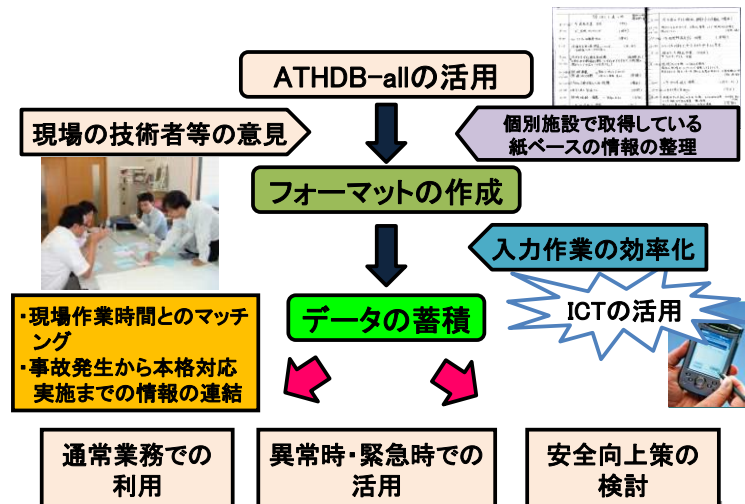 ATHDB-allの活用
現場の技術者等の意見
個別施設で取得している
紙ベースの情報の整理
フォーマットの作成
入力作業の効率化
ICTの活用
データの蓄積
・現場作業時間とのマッチ
ング
・事故発生から本格対応
実施までの情報の連結
通常業務での
利用
異常時・緊急時での
活用
安全向上策の
検討